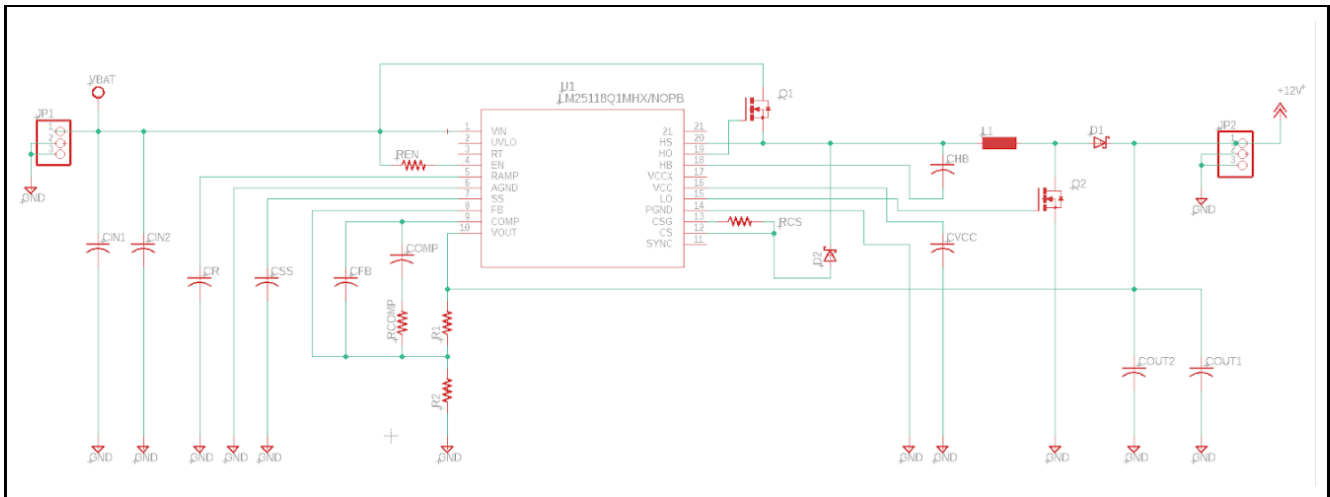 VBAT
JP1
1
2
3
GND
CIN1
CIN2
GND
GND
REN
CR
GND
GND
CSS
GND
CFB
COMP
RCOMP
R1
R2
GND
U1
LM25118Q1MHX/NOPB
1 VIN
2 UVLO
3 RT
4 EN
5 RAMP
6 AGND
7 SS
8 FB
9 COMP
10 VOUT
21 21
HS 20
HO 19
HB 18
VCCX 17
VCC 16
LO 15
PGND 14
CSG 13
CS 12
SYNC 11
Q1
RCS
D2
CHB
CVCC
GND
GND
L1
D1
Q2
GND
+12V
JP2
1
2
3
GND
COUT2
COUT1
GND
GND